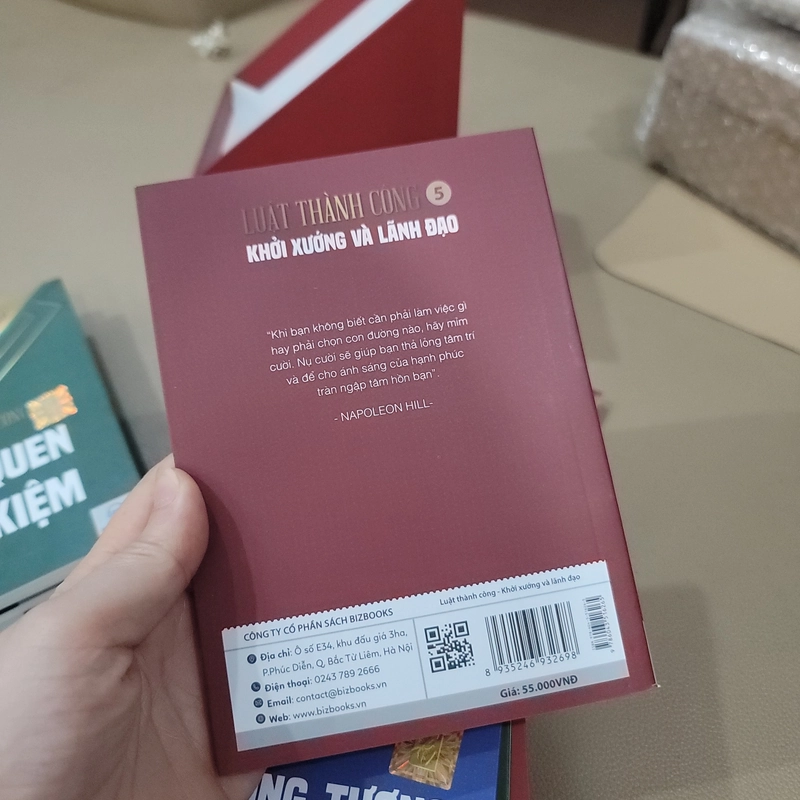 LUẬT THÀNH CÔNG 5
KHỞI XƯỚNG VÀ LÃNH ĐẠO
"Khi bạn không biết cần phải làm việc gì
hay phải chọn con đường nào, hãy mỉm
cười. Nụ cười sẽ giúp bạn thả lỏng tâm trí
và để cho ánh sáng của hạnh phúc
tràn ngập tâm hồn bạn".
- NAPOLEON HILL-
QUEN
KIỆM
CÔNG TY CỔ PHẦN SÁCH BIZBOOKS
Luật thành công - Khởi xướng và lãnh đạo
Địa chỉ: Ô số E34, khu đấu giá 3ha,
P.Phúc Diễn, Q, Bắc Từ Liêm, Hà Nội
Điện thoại: 0243 789 2666
Email: contact@bizbooks.vn
Web: www.bizbooks.vn
8 935246 932698
Giá: 55.000VNĐ